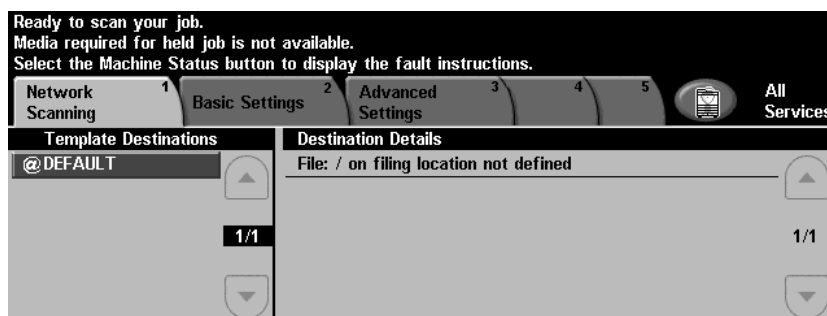 Ready to scan your job.
Media required for held job is not available.
Select the Machine Status button to display the fault instructions.
Network Scanning
1
Basic Settings
2
Advanced Settings
3
4
5
All Services
Template Destinations
Destination Details
@DEFAULT
File: / on filing location not defined
1/1
1/1